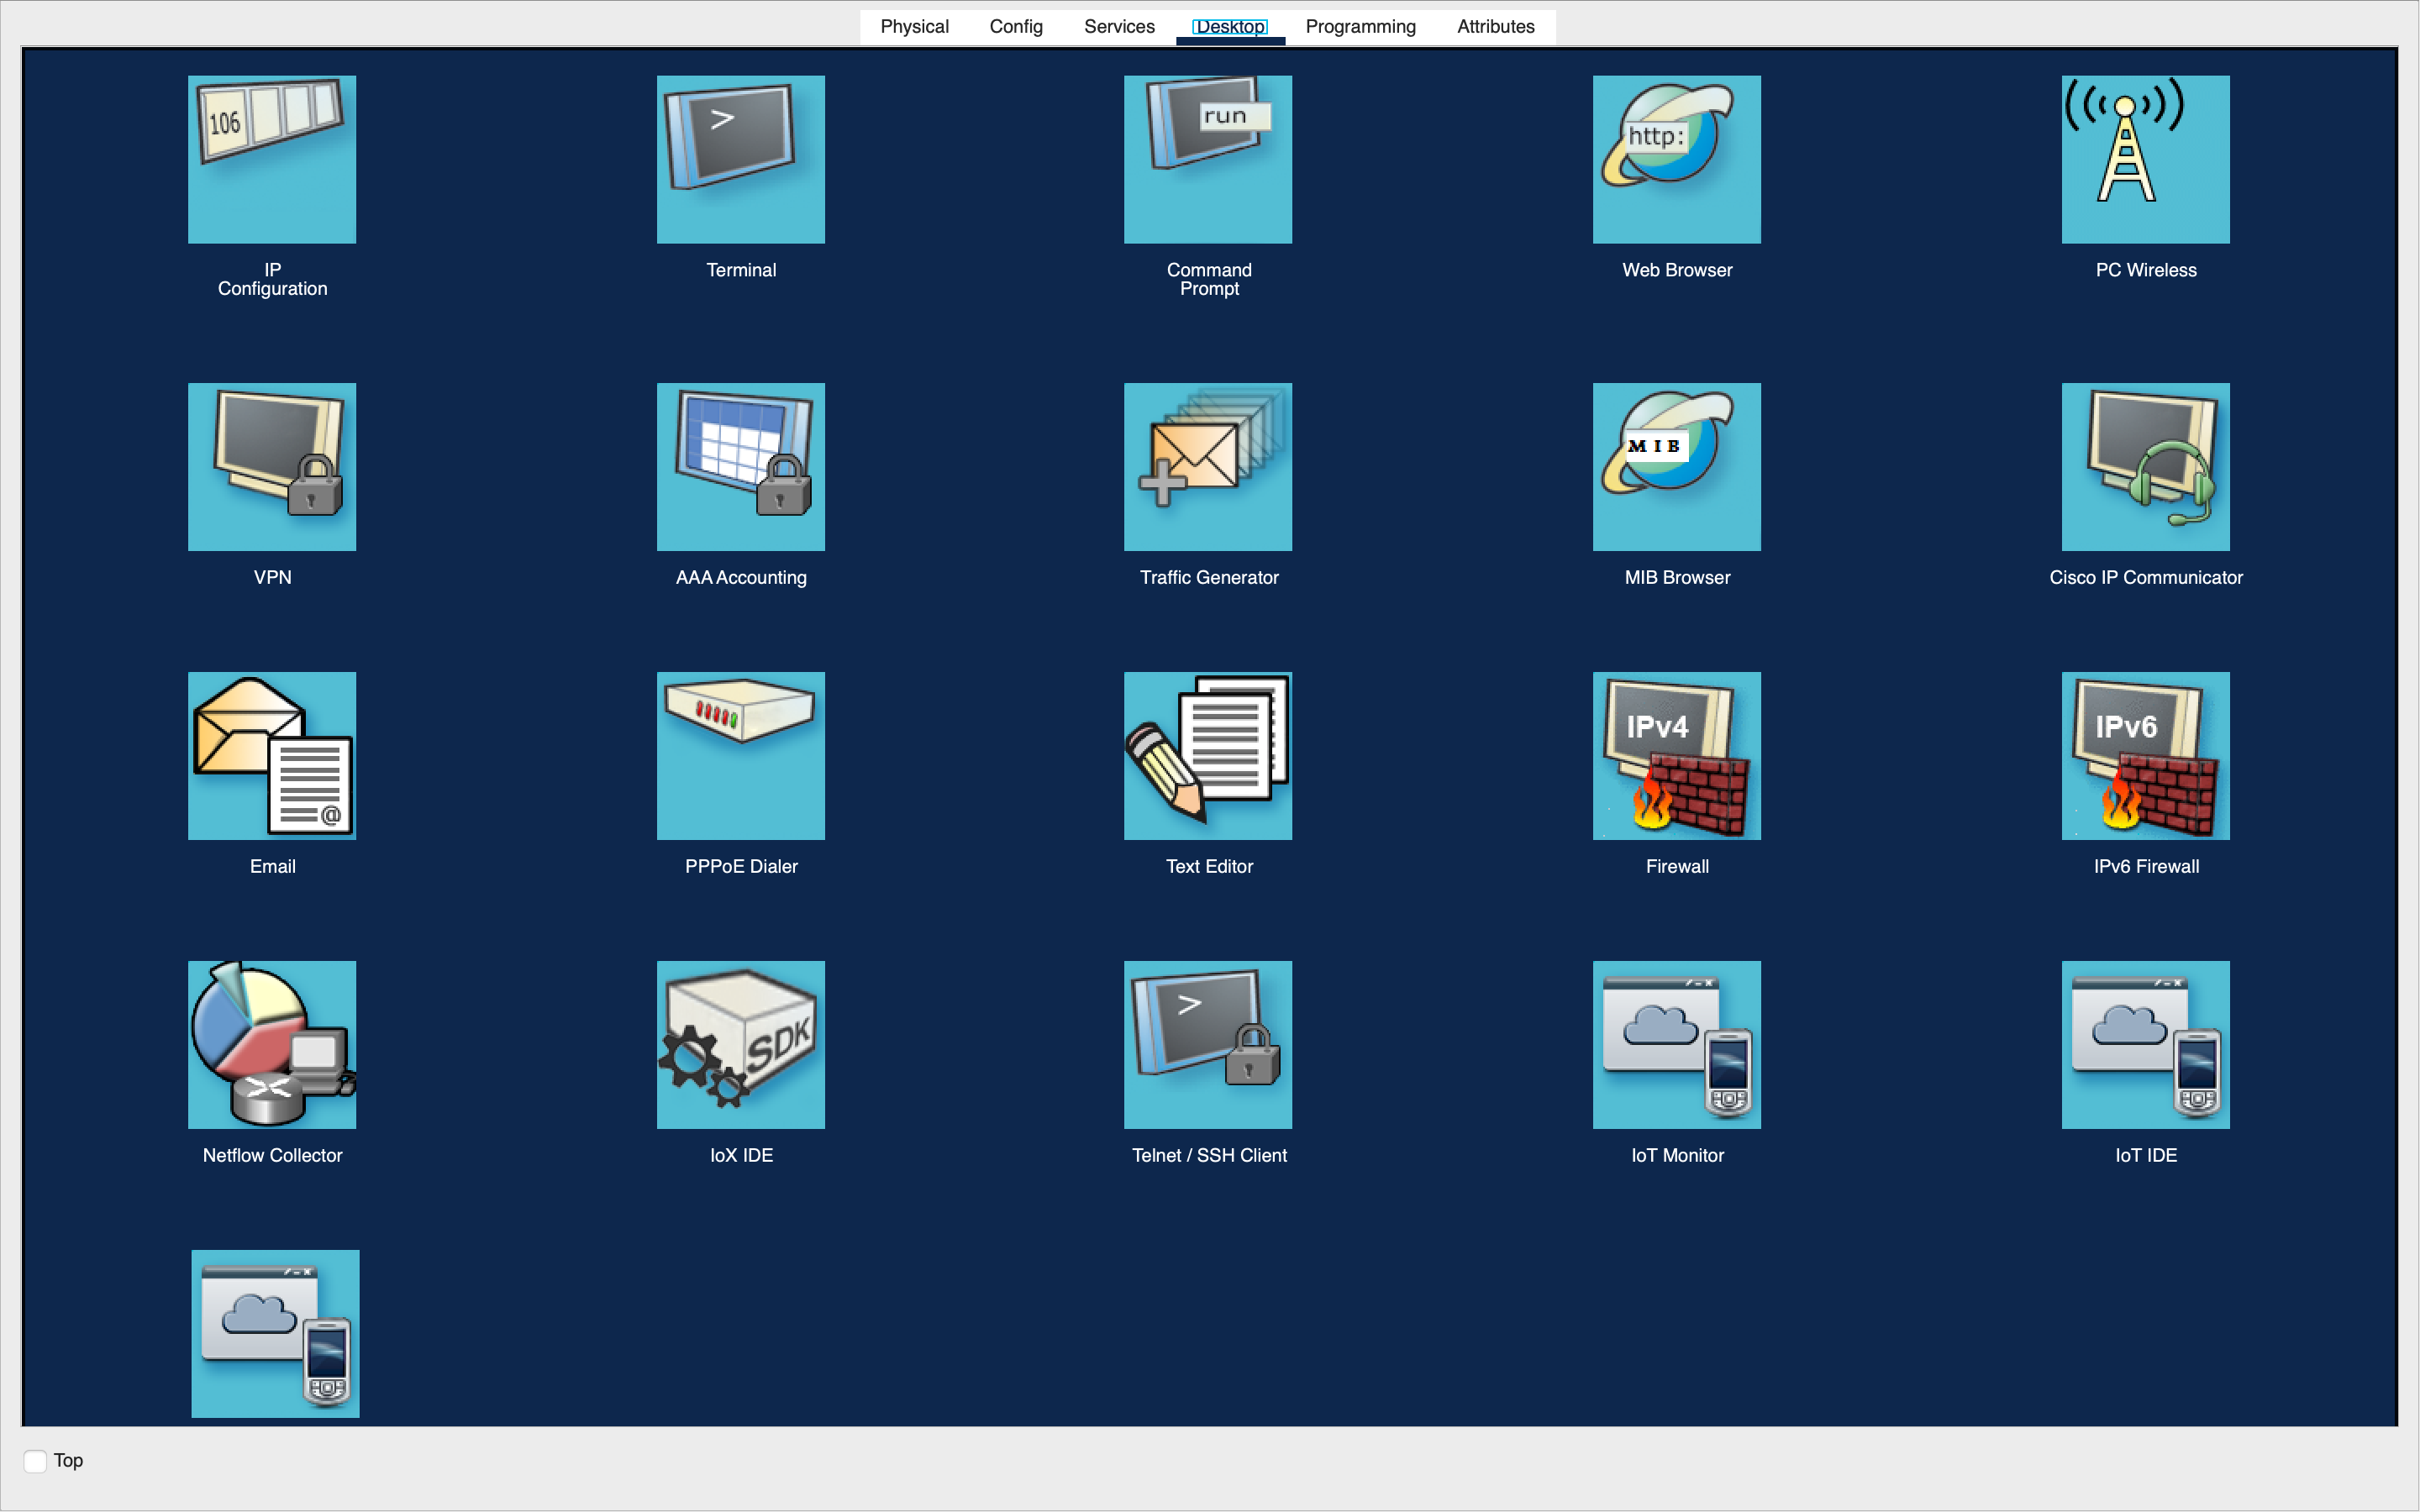 Physical Config Services Desktop Programming Attributes
106
>
run
http:
IP
Configuration
Terminal
Command
Prompt
Web Browser
PC Wireless
MIB
VPN
AAA Accounting
Traffic Generator
MIB Browser
Cisco IP Communicator
@
IPv4
IPv6
Email
PPPoE Dialer
Text Editor
Firewall
IPv6 Firewall
SDK
>
Netflow Collector
IoX IDE
Telnet / SSH Client
IoT Monitor
IoT IDE
Top